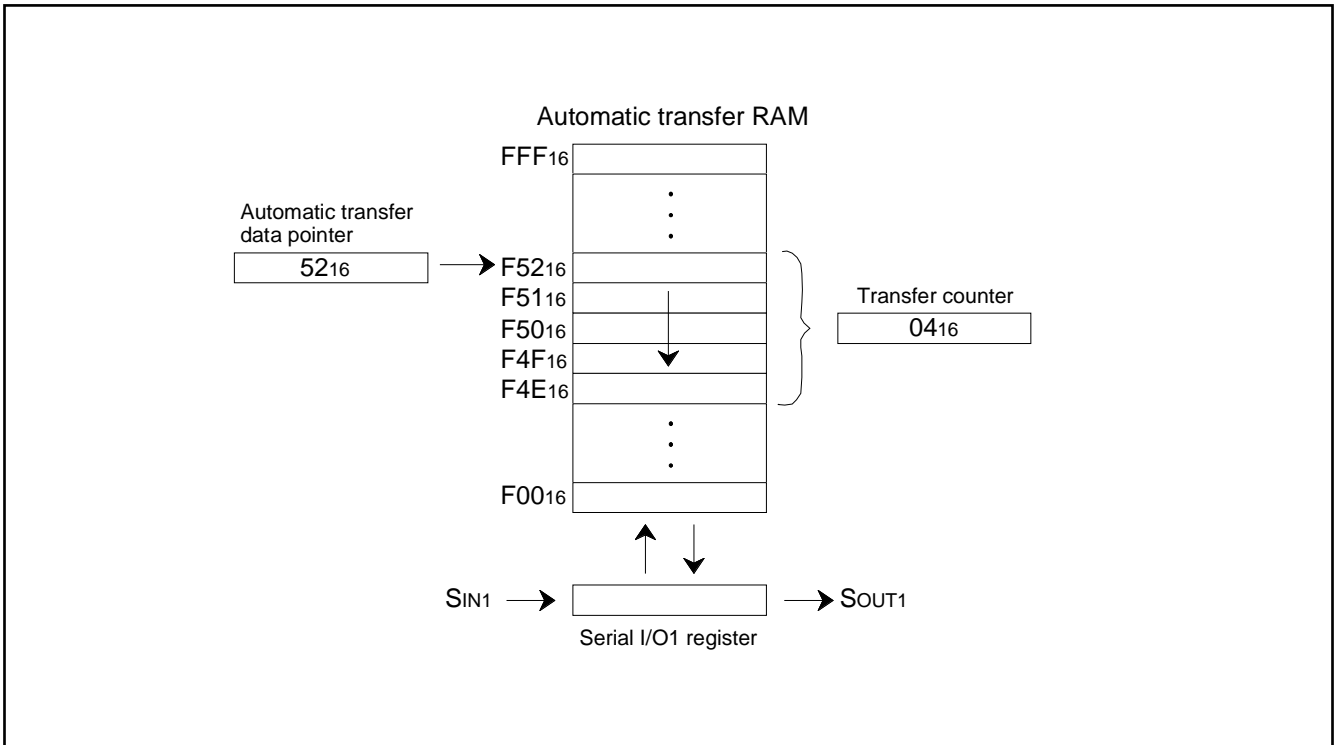 Automatic transfer RAM
FFF16
Automatic transfer
data pointer
5216
F5216
F5116
F5016
F4F16
F4E16
Transfer counter
0416
F0016
SIN1
SOUT1
Serial I/O1 register